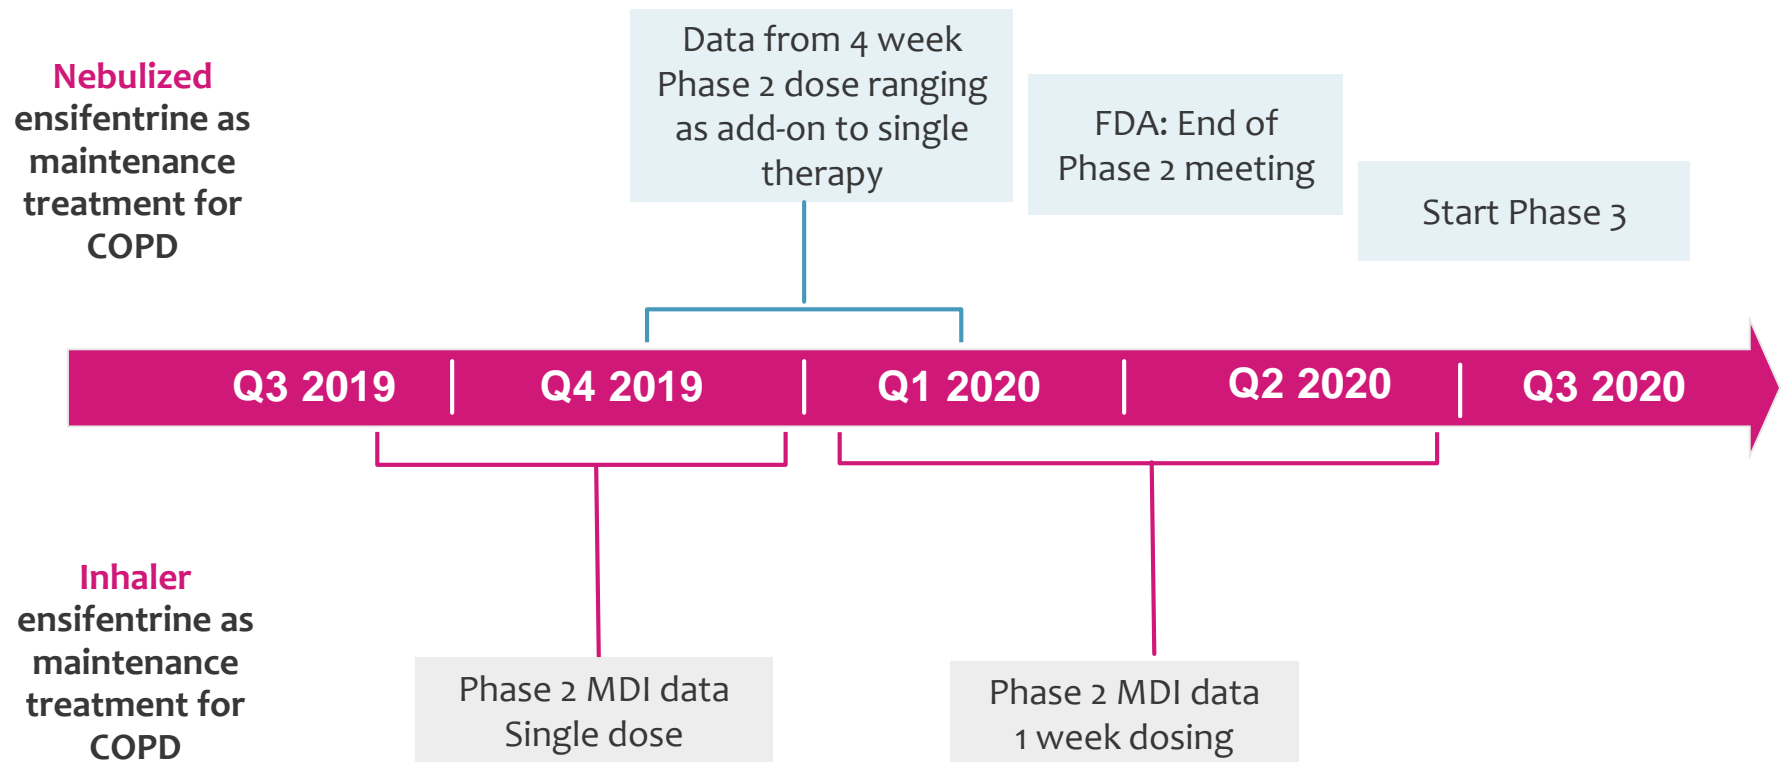 Nebulized
ensifentrine as
maintenance
treatment for
COPD
Data from 4 week
Phase 2 dose ranging
as add-on to single
therapy
FDA: End of
Phase 2 meeting
Start Phase 3
Q3 2019
Q4 2019
Q1 2020
Q2 2020
Q3 2020
Inhaler
ensifentrine as
maintenance
treatment for
COPD
Phase 2 MDI data
Single dose
Phase 2 MDI data
1 week dosing